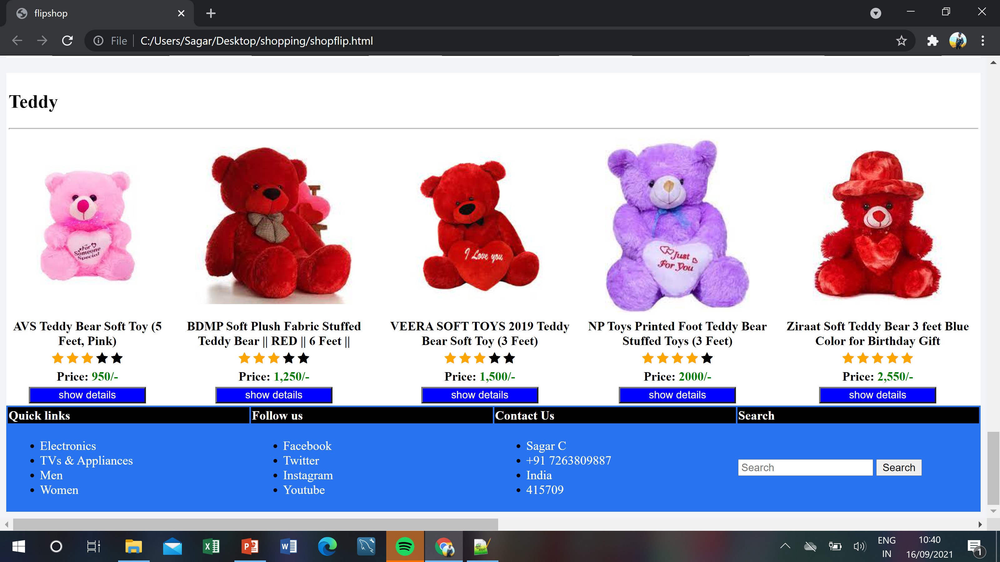 flipshop
File
C:/Users/Sagar/Desktop/shopping/shopflip.html
Teddy
For
Someone
Special
I Love you
Just
For You
AVS Teddy Bear Soft Toy (5
Feet, Pink)
Price: 950/-
show details
BDMP Soft Plush Fabric Stuffed
Teddy Bear || RED || 6 Feet ||
Price: 1,250/-
show details
VEERA SOFT TOYS 2019 Teddy
Bear Soft Toy (3 Feet)
Price: 1,500/-
show details
NP Toys Printed Foot Teddy Bear
Stuffed Toys (3 Feet)
Price: 2000/-
show details
Ziraat Soft Teddy Bear 3 feet Blue
Color for Birthday Gift
Price: 2,550/-
show details
Quick links
Electronics
TVs & Appliances
Men
Women
Follow us
Facebook
Twitter
Instagram
Youtube
Contact Us
Sagar C
+91 7263809887
India
415709
Search
Search
Search
ENG
IN
10:40
16/09/2021
1